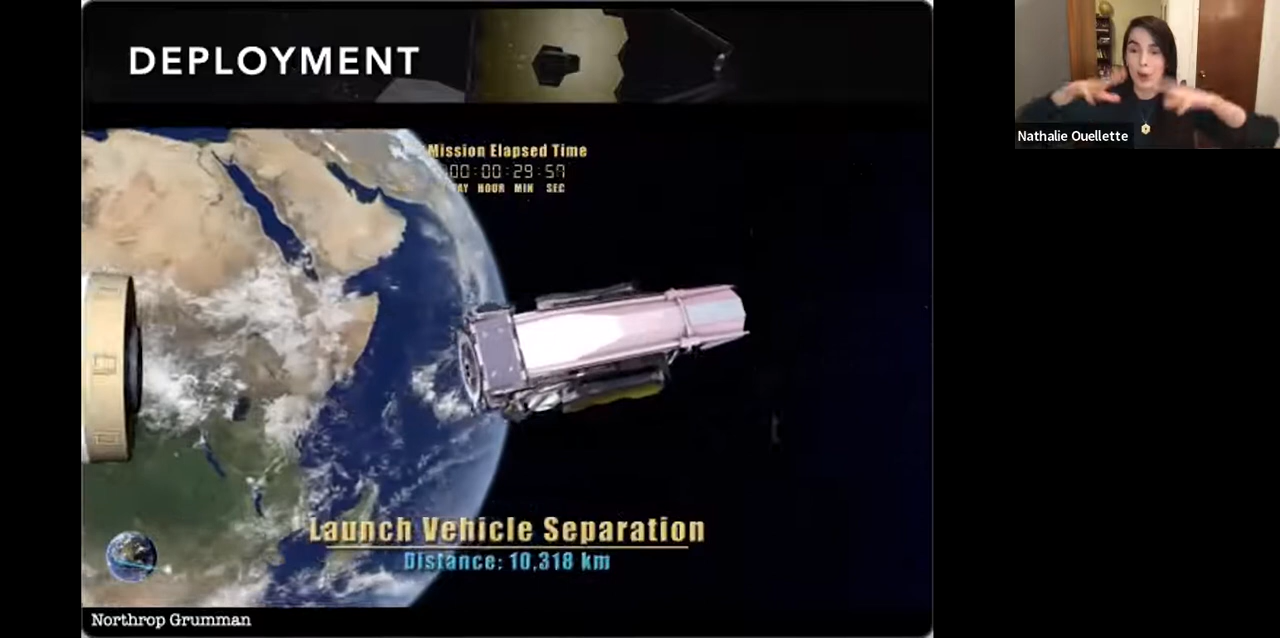 DEPLOYMENT
Nathalie Ouellette
Mission Elapsed Time
00:00:29:57
DAY HOUR MIN SEC
Launch Vehicle Separation
Distance: 10,318 km
Northrop Grumman